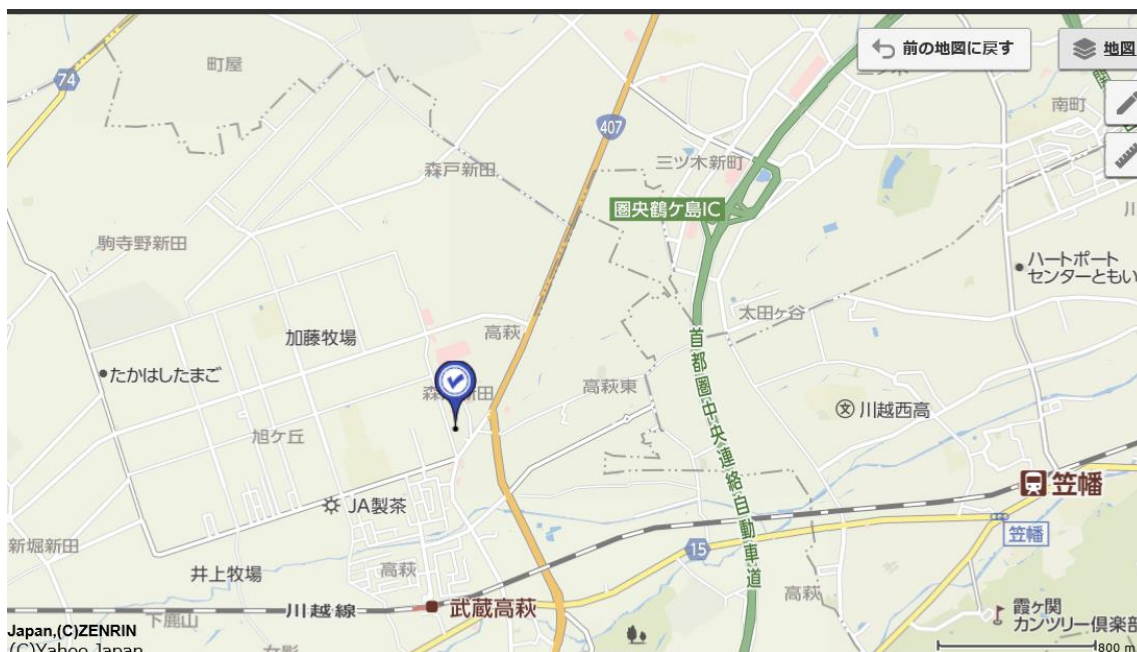 前の地図に戻す
地図
町屋
74
407
南町
森戸新田
三ツ木新町
圏央鶴ケ島IC
駒寺野新田
ハートポート
センターともい
太田ヶ谷
加藤牧場
高萩
首都圏中央連絡自動車道
たかはしたまご
高萩東
川越西高
旭ケ丘
JA製茶
笠幡
笠幡
新堀新田
15
井上牧場
高萩
高萩
川越線
武蔵高萩
下鹿山
霞ヶ関
カンツリー倶楽部
Japan,(C)ZENRIN
(C)Yahoo Japan
800 m